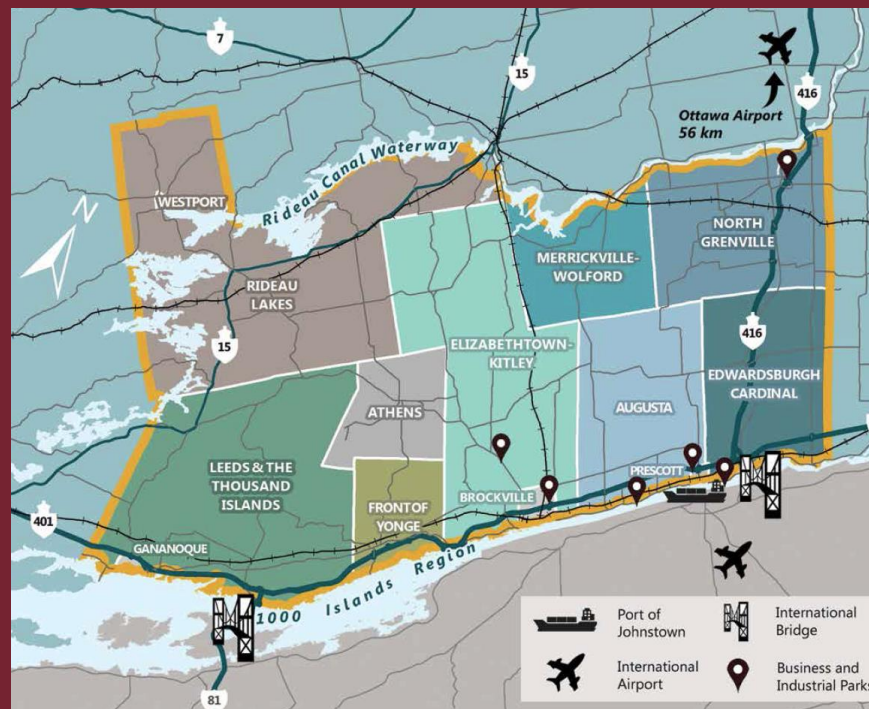 7
15
416
Ottawa Airport
56 km
Rideau Canal Waterway
WESTPORT
N
NORTH
GRENVILLE
MERRICKVILLE-
WOLFORD
RIDEAU
LAKES
15
416
ELIZABETHTOWN-
KITLEY
EDWARDSBURGH
CARDINAL
ATHENS
AUGUSTA
LEEDS & THE
THOUSAND
ISLANDS
PRESCOTT
BROCKVILLE
FRONT OF
YONGE
401
GANANOQUE
1000 Islands Region
81
Port of
Johnstown
International
Bridge
International
Airport
Business and
Industrial Parks